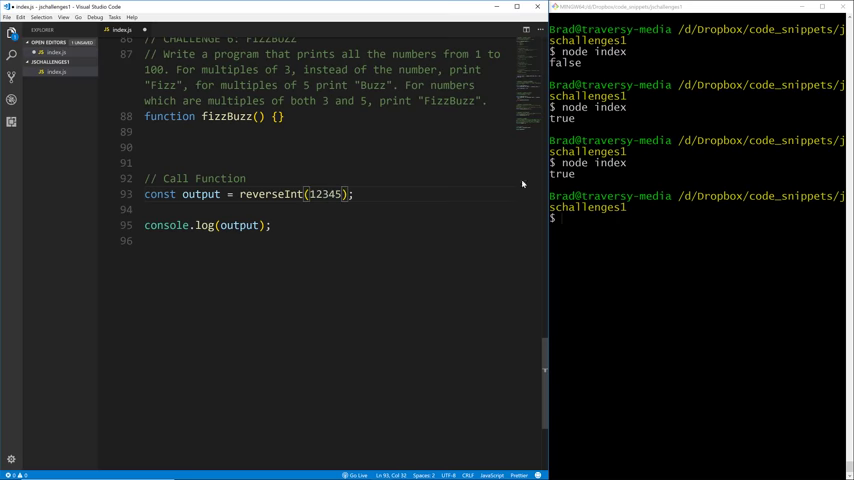 index.js - jschallenges1 - Visual Studio Code
File Edit Selection View Go Debug Tasks Help
EXPLORER
OPEN EDITORS 1 UNSAVED
index.js
JSCHALLENGES1
index.js
JS index.js
86 // CHALLENGE 6: FIZZBUZZ
87 // Write a program that prints all the numbers from 1 to
100. For multiples of 3, instead of the number, print
"Fizz", for multiples of 5 print "Buzz". For numbers
which are multiples of both 3 and 5, print "FizzBuzz".
88 function fizzBuzz() {}
89
90
91
92 // Call Function
93 const output = reverseInt(12345);
94
95 console.log(output);
96
0 0
Go Live Ln 93, Col 32 Spaces: 2 UTF-8 CRLF JavaScript Prettier
MINGW64:/d/Dropbox/code_snippets/jschallenges1
Brad@traversy-media /d/Dropbox/code_snippets/j
schallenges1
$ node index
false
Brad@traversy-media /d/Dropbox/code_snippets/j
schallenges1
$ node index
true
Brad@traversy-media /d/Dropbox/code_snippets/j
schallenges1
$ node index
true
Brad@traversy-media /d/Dropbox/code_snippets/j
schallenges1
$